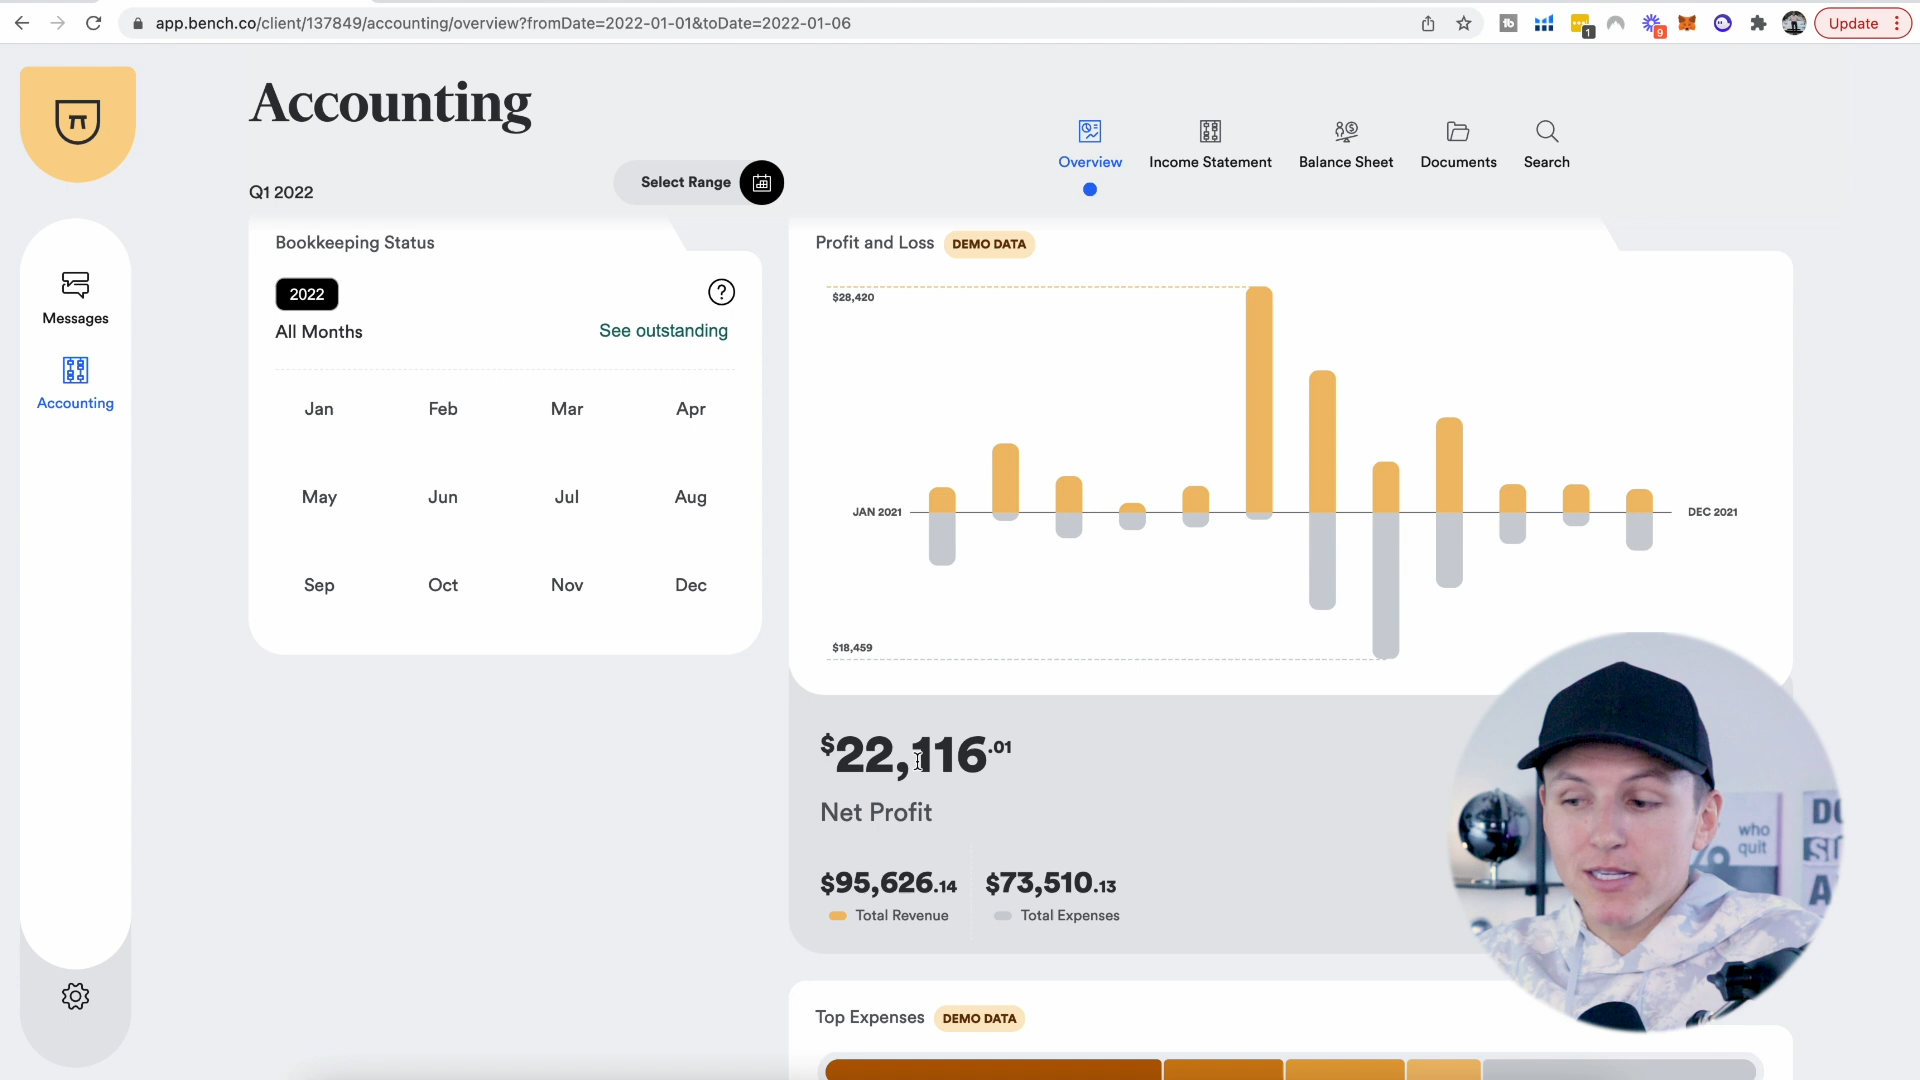 app.bench.co/client/137849/accounting/overview?fromDate=2022-01-01&toDate=2022-01-06
1
9
Update
Accounting
Overview
Income Statement
Balance Sheet
Documents
Search
Q1 2022
Select Range
Messages
Accounting
Bookkeeping Status
2022
?
All Months
See outstanding
Jan Feb Mar Apr
May Jun Jul Aug
Sep Oct Nov Dec
Profit and Loss DEMO DATA
$28,420
JAN 2021
DEC 2021
$18,459
$22,116.01
Net Profit
$95,626.14 $73,510.13
Total Revenue Total Expenses
who
quit
Top Expenses DEMO DATA